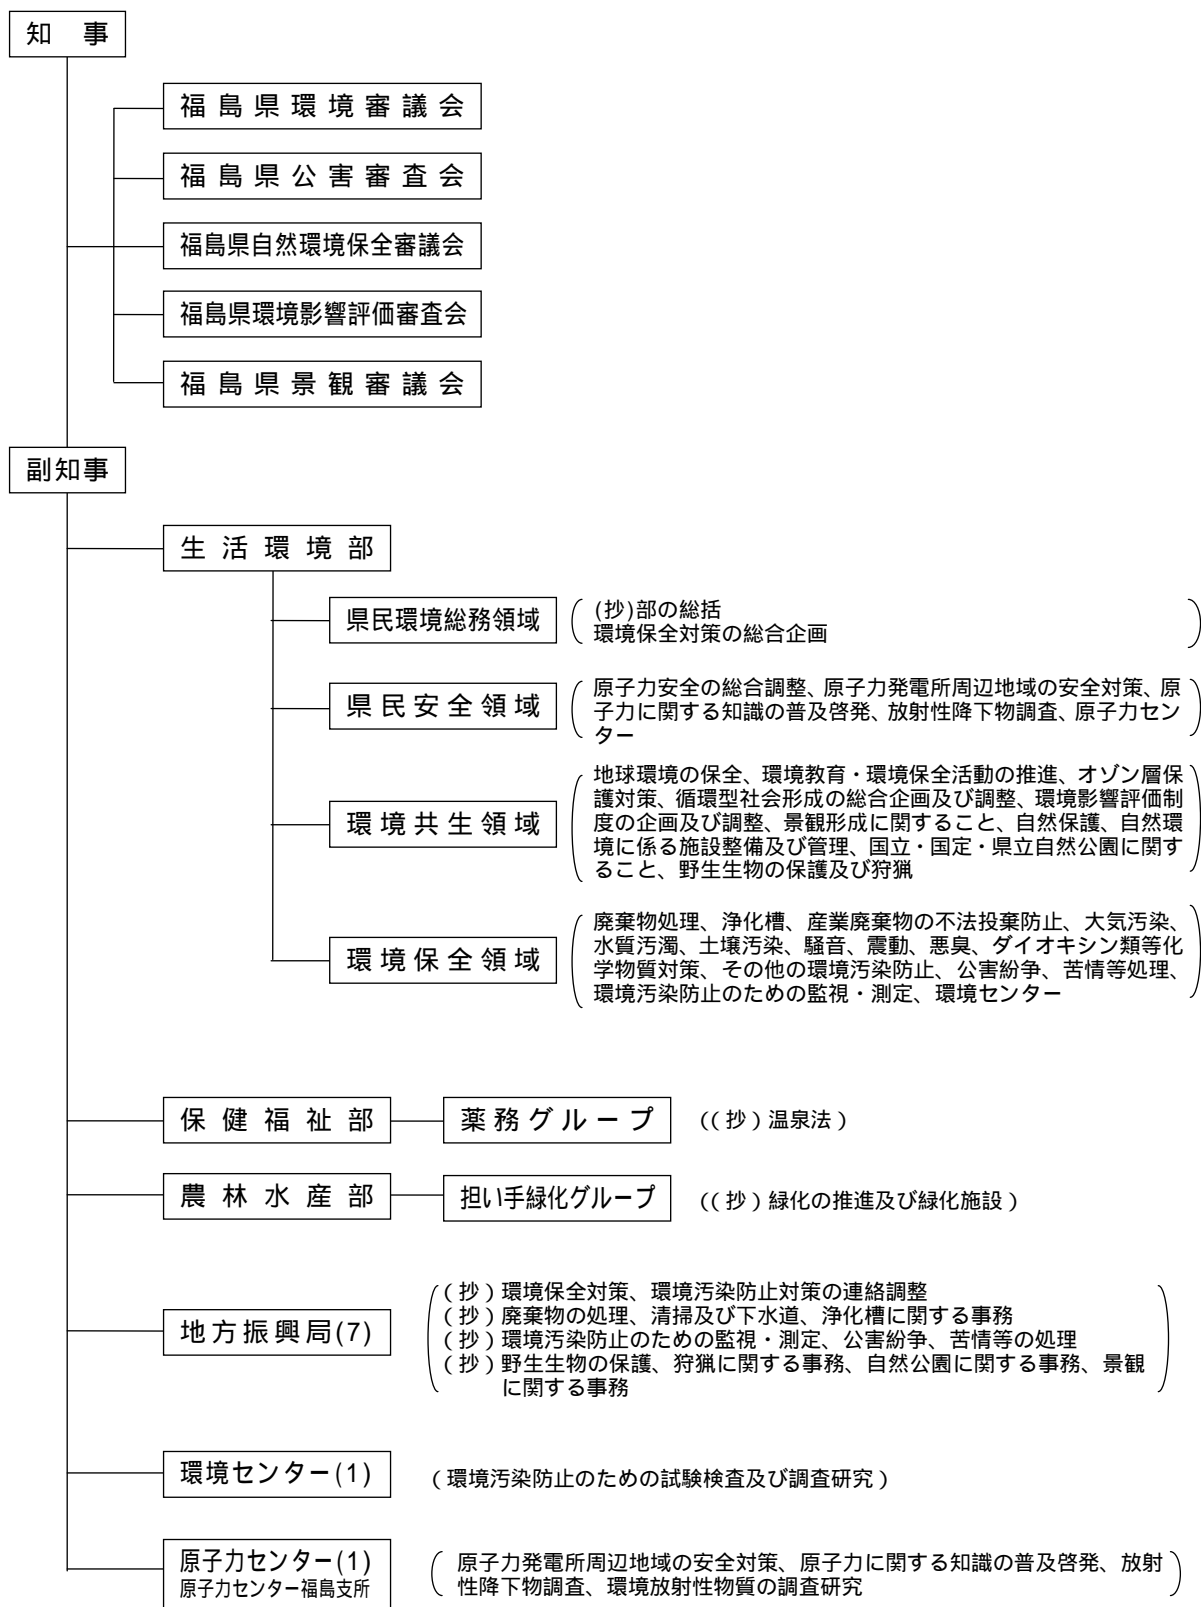 知事
福島県環境審議会
福島県公害審査会
福島県自然環境保全審議会
福島県環境影響評価審査会
福島県景観審議会
副知事
生活環境部
県民環境総務領域
(抄)部の総括
環境保全対策の総合企画
県民安全領域
原子力安全の総合調整、原子力発電所周辺地域の安全対策、原
子力に関する知識の普及啓発、放射性降下物調査、原子力セン
ター
環境共生領域
地球環境の保全、環境教育・環境保全活動の推進、オゾン層保
護対策、循環型社会形成の総合企画及び調整、環境影響評価制
度の企画及び調整、景観形成に関すること、自然保護、自然環
境に係る施設整備及び管理、国立・国定・県立自然公園に関す
ること、野生生物の保護及び狩猟
環境保全領域
廃棄物処理、浄化槽、産業廃棄物の不法投棄防止、大気汚染、
水質汚濁、土壌汚染、騒音、震動、悪臭、ダイオキシン類等化
学物質対策、その他の環境汚染防止、公害紛争、苦情等処理、
環境汚染防止のための監視・測定、環境センター
保健福祉部
薬務グループ
((抄)温泉法)
農林水産部
担い手緑化グループ
((抄)緑化の推進及び緑化施設)
地方振興局(7)
(抄)環境保全対策、環境汚染防止対策の連絡調整
(抄)廃棄物の処理、清掃及び下水道、浄化槽に関する事務
(抄)環境汚染防止のための監視・測定、公害紛争、苦情等の処理
(抄)野生生物の保護、狩猟に関する事務、自然公園に関する事務、景観
に関する事務
環境センター(1)
(環境汚染防止のための試験検査及び調査研究)
原子力センター(1)
原子力センター福島支所
原子力発電所周辺地域の安全対策、原子力に関する知識の普及啓発、放射
性降下物調査、環境放射性物質の調査研究